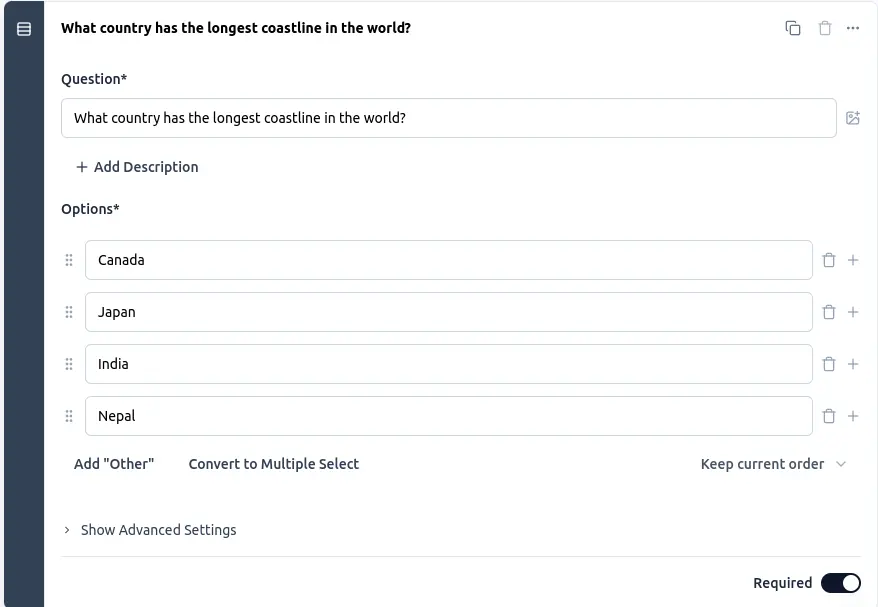 What country has the longest coastline in the world?
Question*
What country has the longest coastline in the world?
+ Add Description
Options*
Canada
Japan
India
Nepal
Add "Other" Convert to Multiple Select Keep current order
Show Advanced Settings
Required